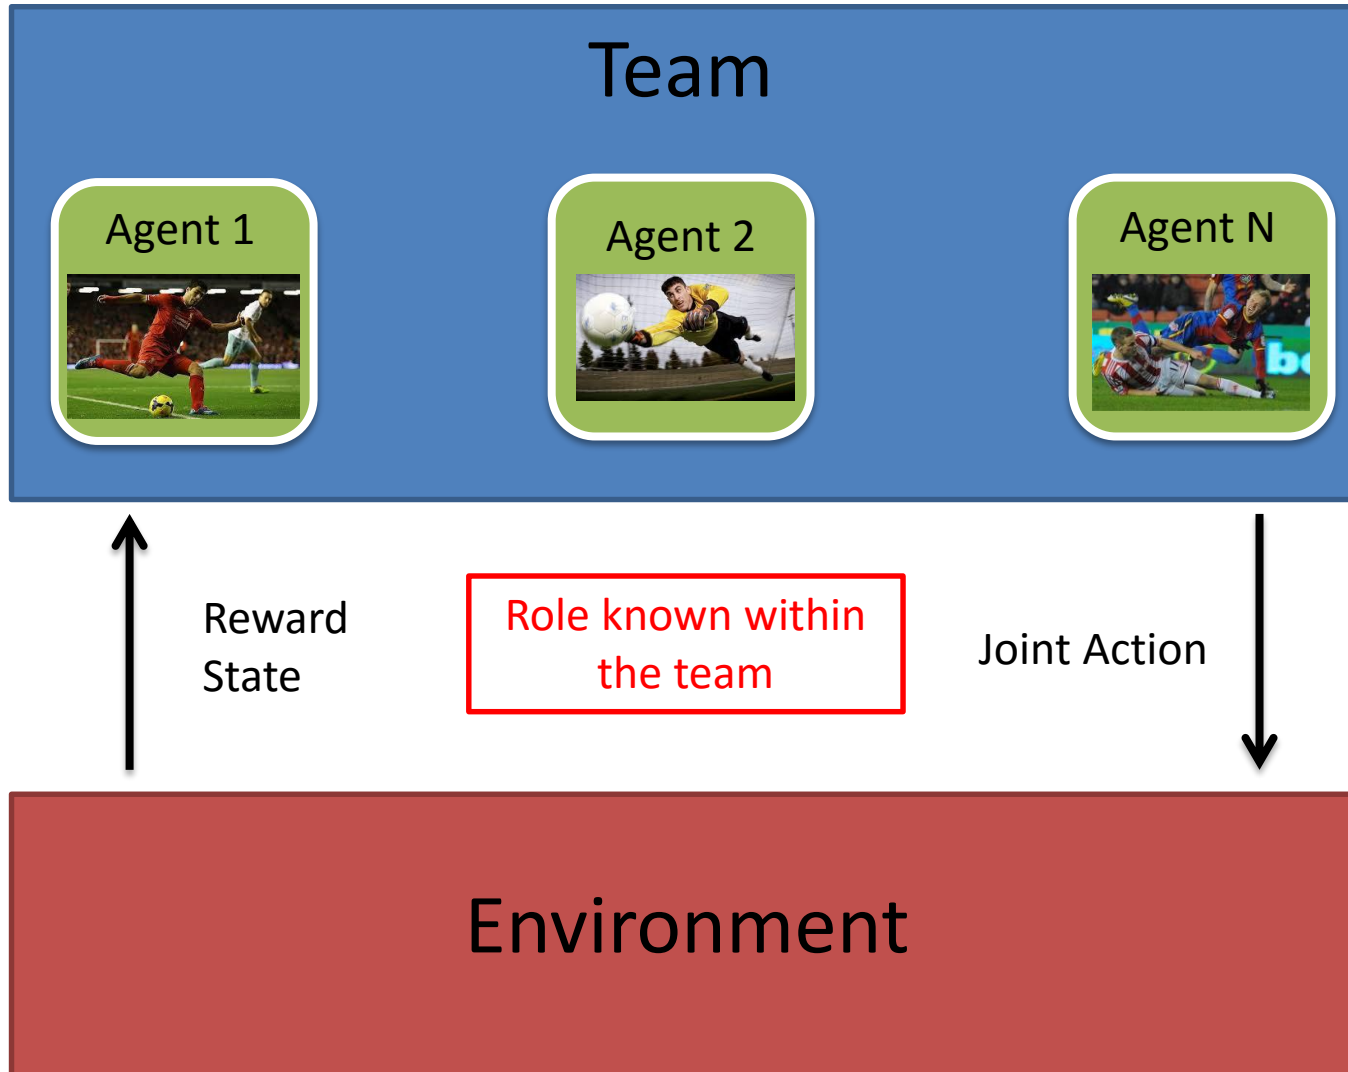 Team
Agent 1
Agent 2
Agent N
Reward
State
Role known within
the team
Joint Action
Environment